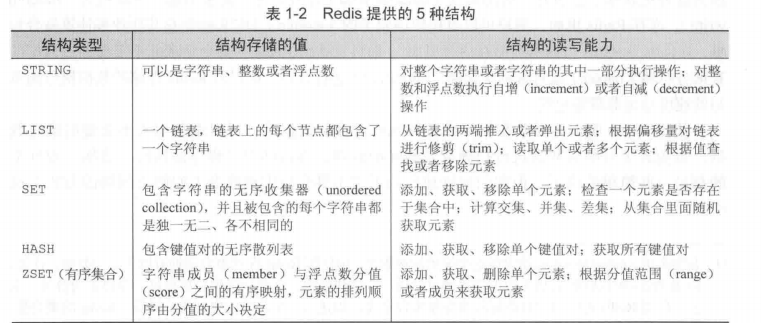 表 1-2 Redis 提供的 5 种结构
结构类型 结构存储的值 结构的读写能力
STRING 可以是字符串、整数或者浮点数 对整个字符串或者字符串的其中一部分执行操作；对整
数和浮点数执行自增（increment）或者自减（decrement）
操作
LIST 一个链表，链表上的每个节点都包含了 从链表的两端推入或者弹出元素；根据偏移量对链表
一个字符串 进行修剪（trim）；读取单个或者多个元素；根据值查
找或者移除元素
SET 包含字符串的无序收集器（unordered 添加、获取、移除单个元素；检查一个元素是否存在
collection），并且被包含的每个字符串都 于集合中；计算交集、并集、差集；从集合里面随机
是独一无二、各不相同的 获取元素
HASH 包含键值对的无序散列表 添加、获取、移除单个键值对；获取所有键值对
ZSET（有序集合） 字符串成员（member）与浮点数分值 添加、获取、删除单个元素；根据分值范围（range）
（score）之间的有序映射，元素的排列顺 或者成员来获取元素
序由分值的大小决定